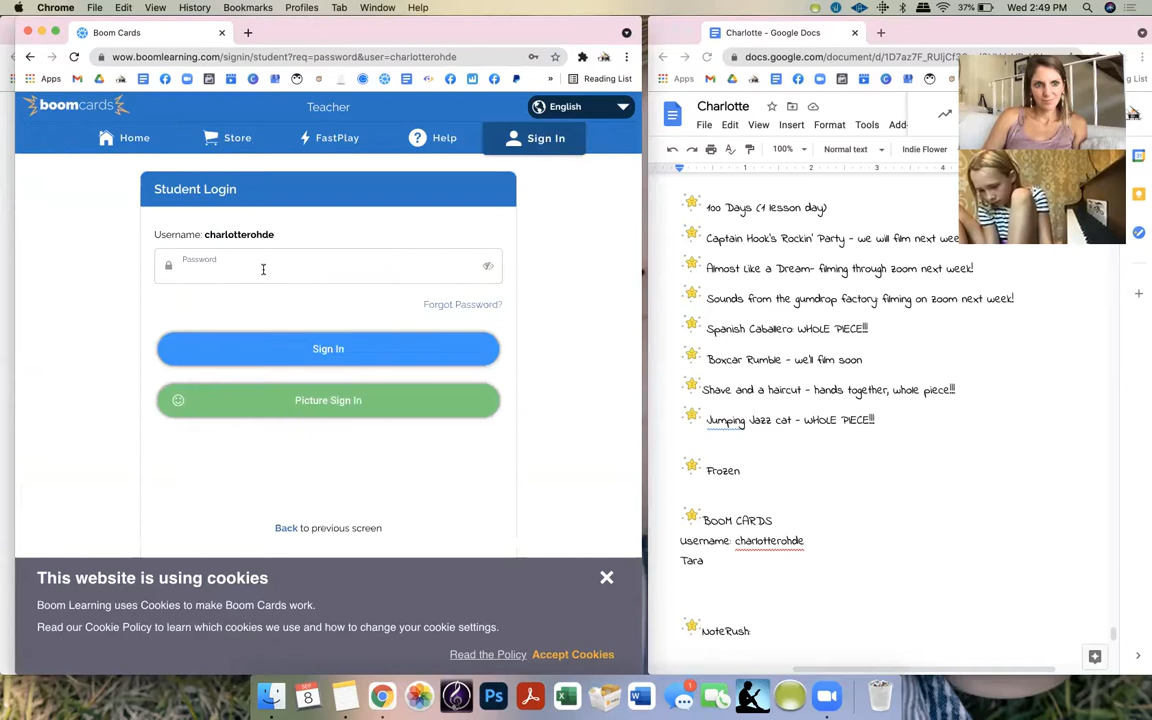 Chrome File Edit View History Bookmarks Profiles Tab Window Help
37% Wed 2:49 PM
Boom Cards
wow.boomlearning.com/signin/student?req=password&user=charlotterohde
Apps
Reading List
boomcards
Teacher
English
Home
Store
FastPlay
Help
Sign In
Student Login
Username: charlotterohde
Password
Forgot Password?
Sign In
Picture Sign In
Back to previous screen
This website is using cookies
Boom Learning uses Cookies to make Boom Cards work.
Read our Cookie Policy to learn which cookies we use and how to change your cookie settings.
Read the Policy Accept Cookies
Charlotte - Google Docs
Apps
Charlotte
File Edit View Insert Format Tools
100% Normal text Indie Flower
1 2 3 4
100 Days (1 lesson day)
Captain Hook's Rockin' Party - we will film next wee
Almost Like a Dream- filming through zoom next week!
Sounds from the gumdrop factory: filming on zoom next week!
Spanish Caballero: WHOLE PIECE!!!
Boxcar Rumble - we'll film soon
Shave and a haircut - hands together, whole piece!!!
Jumping Jazz cat - WHOLE PIECE!!!
Frozen
BOOM CARDS
Username: charlotterohde
Tara
NoteRush: